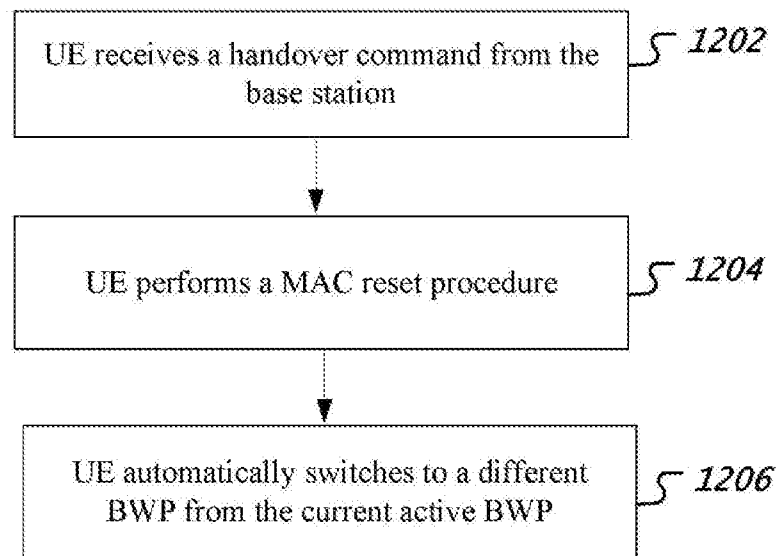 UE receives a handover command from the
base station
1202
UE performs a MAC reset procedure
1204
UE automatically switches to a different
BWP from the current active BWP
1206